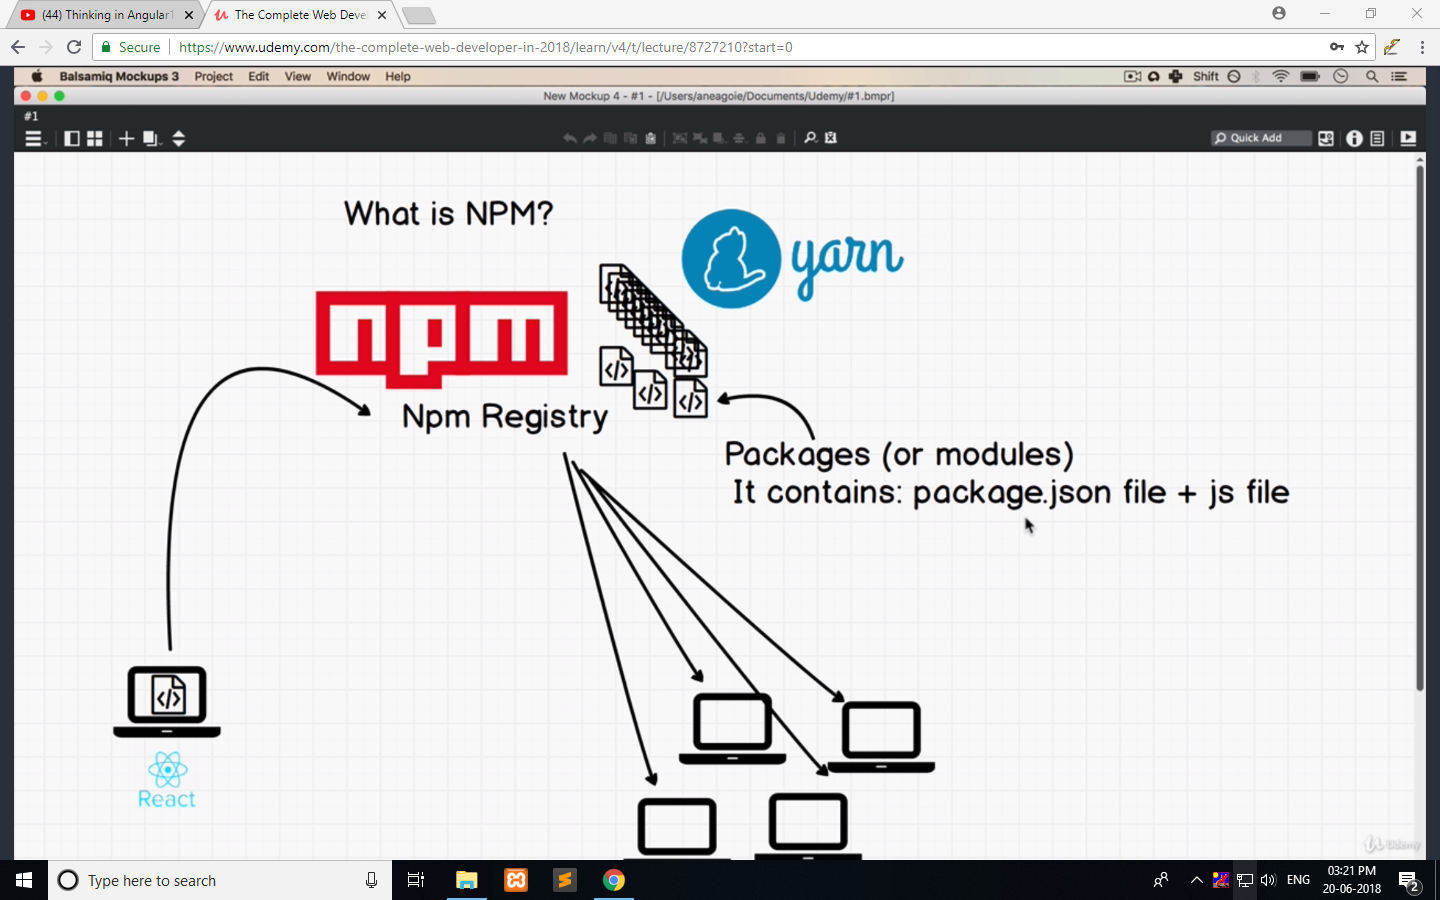 (44) Thinking in Angular1
The Complete Web Devel
Secure
https://www.udemy.com/the-complete-web-developer-in-2018/learn/v4/t/lecture/8727210?start=0
Balsamiq Mockups 3 Project Edit View Window Help
Shift
New Mockup 4 - #1 - [/Users/aneagoie/Documents/Udemy/#1.bmpr]
#1
Quick Add
What is NPM?
yarn
npm
Npm Registry
Packages (or modules)
It contains: package.json file + js file
React
Udemy
Type here to search
ENG
03:21 PM
20-06-2018
2